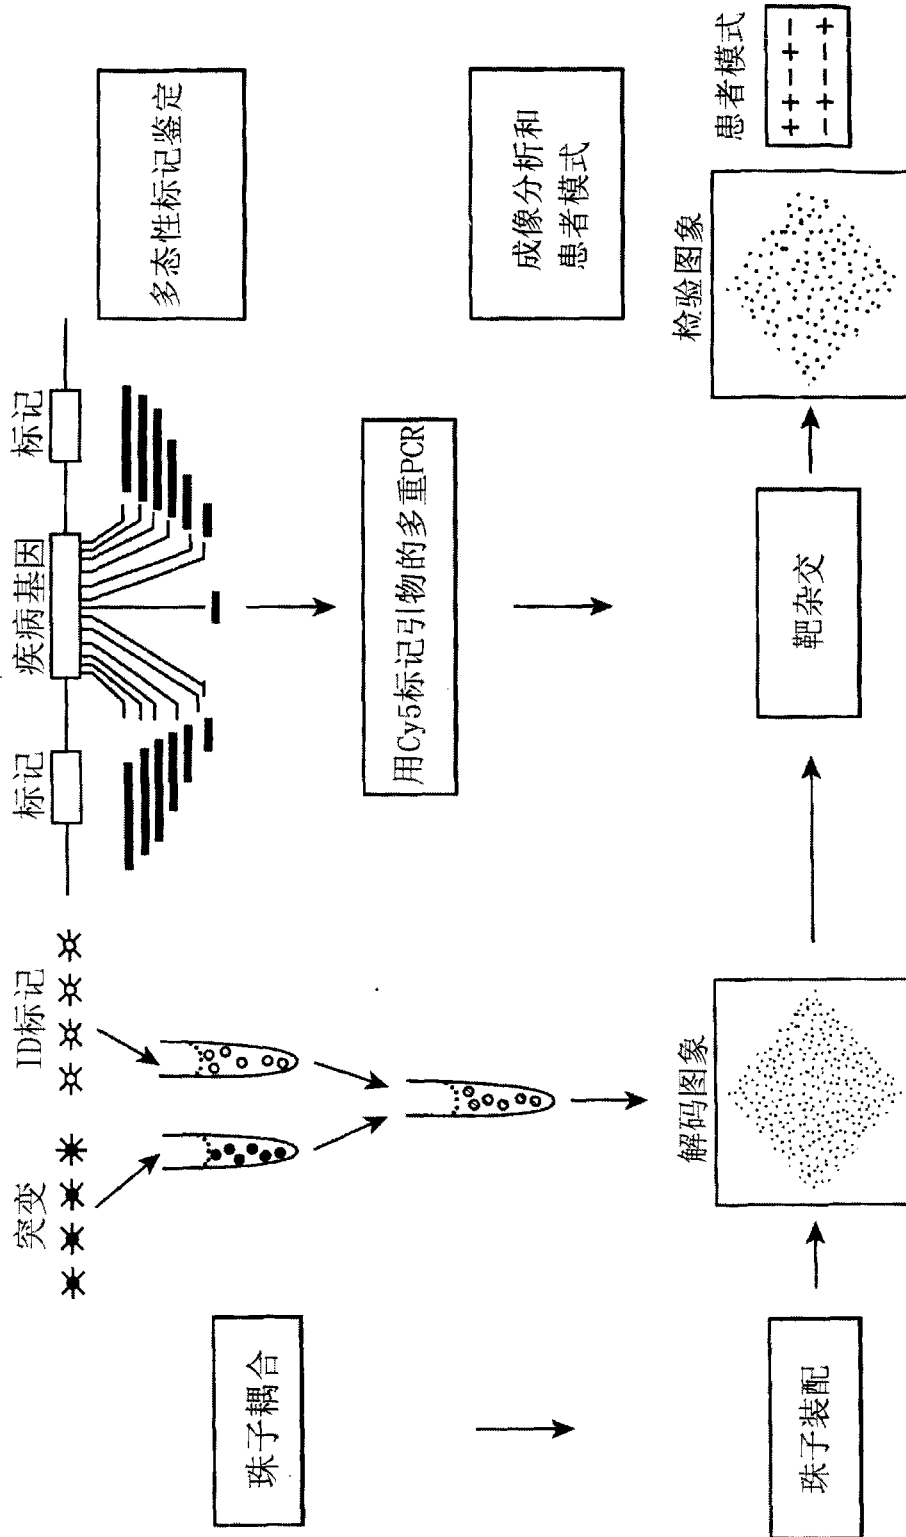 突变
ID标记
标记
疾病基因
标记
多态性标记鉴定
珠子耦合
用Cy5标记引物的多重PCR
成像分析和
患者模式
珠子装配
解码图象
靶杂交
检验图象
患者模式
++-+-
----+